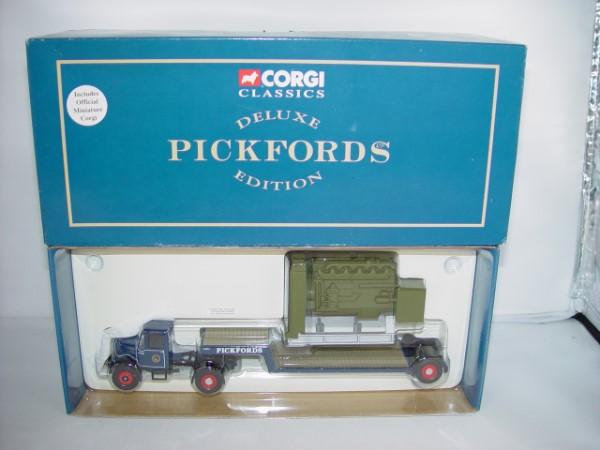 CORGI
CLASSICS
DELUXE
PICKFORDS
EDITION
Includes
Official
Miniature
Corgi
PICKFORDS